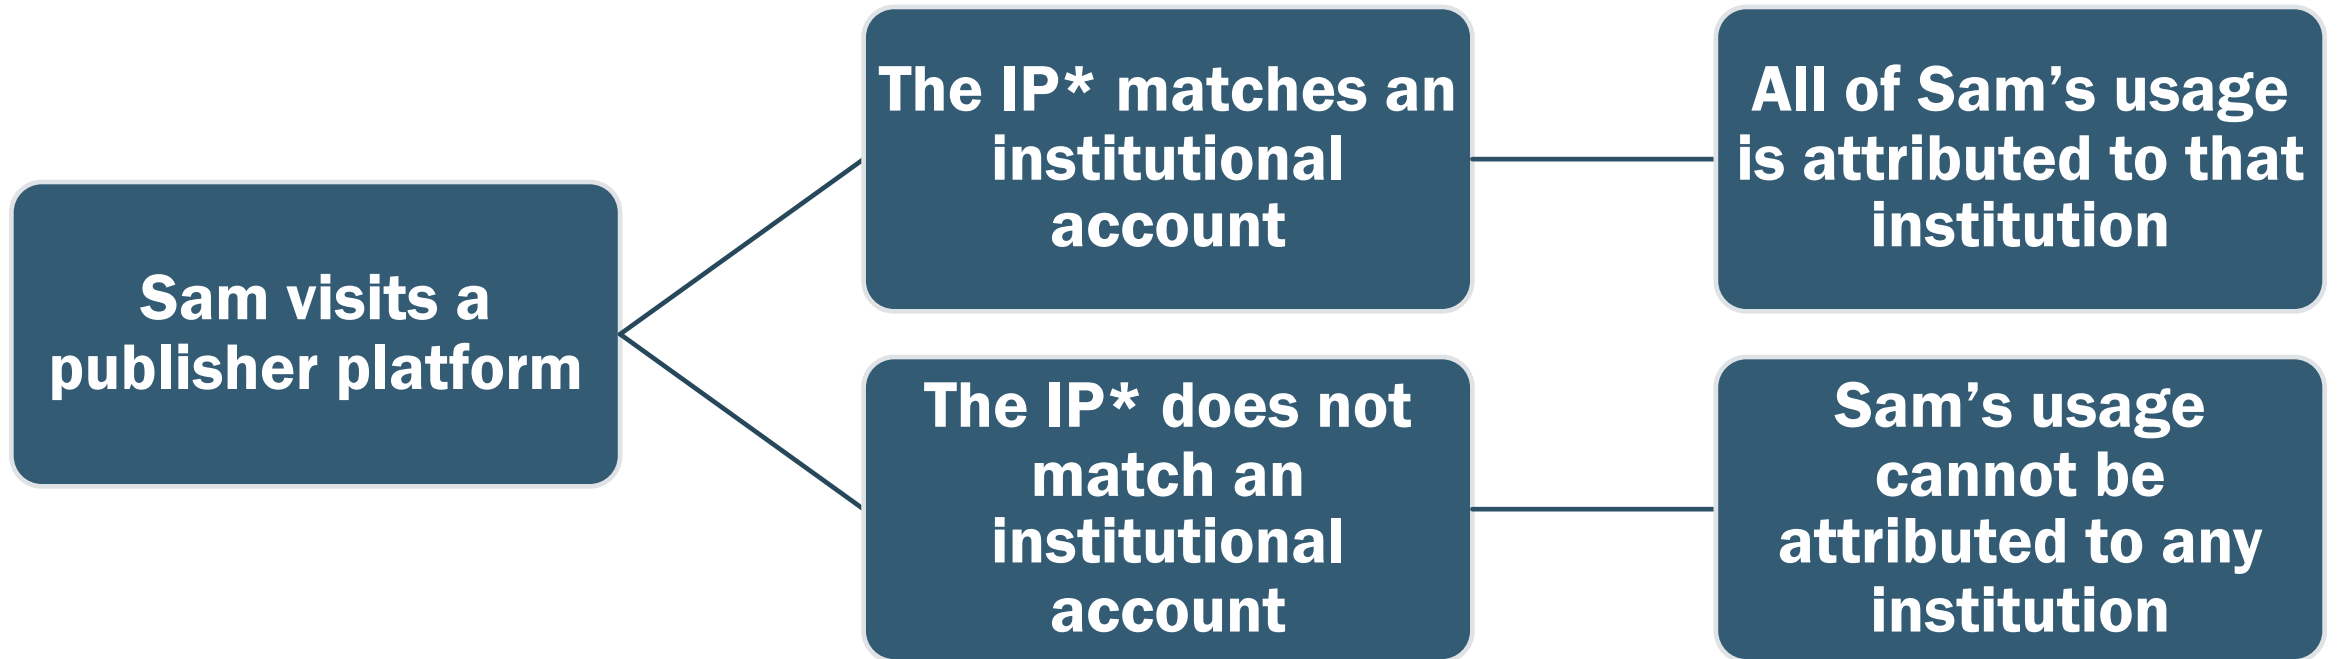 Sam visits a
publisher platform
The IP* matches an
institutional
account
All of Sam’s usage
is attributed to that
institution
The IP* does not
match an
institutional
account
Sam’s usage
cannot be
attributed to any
institution